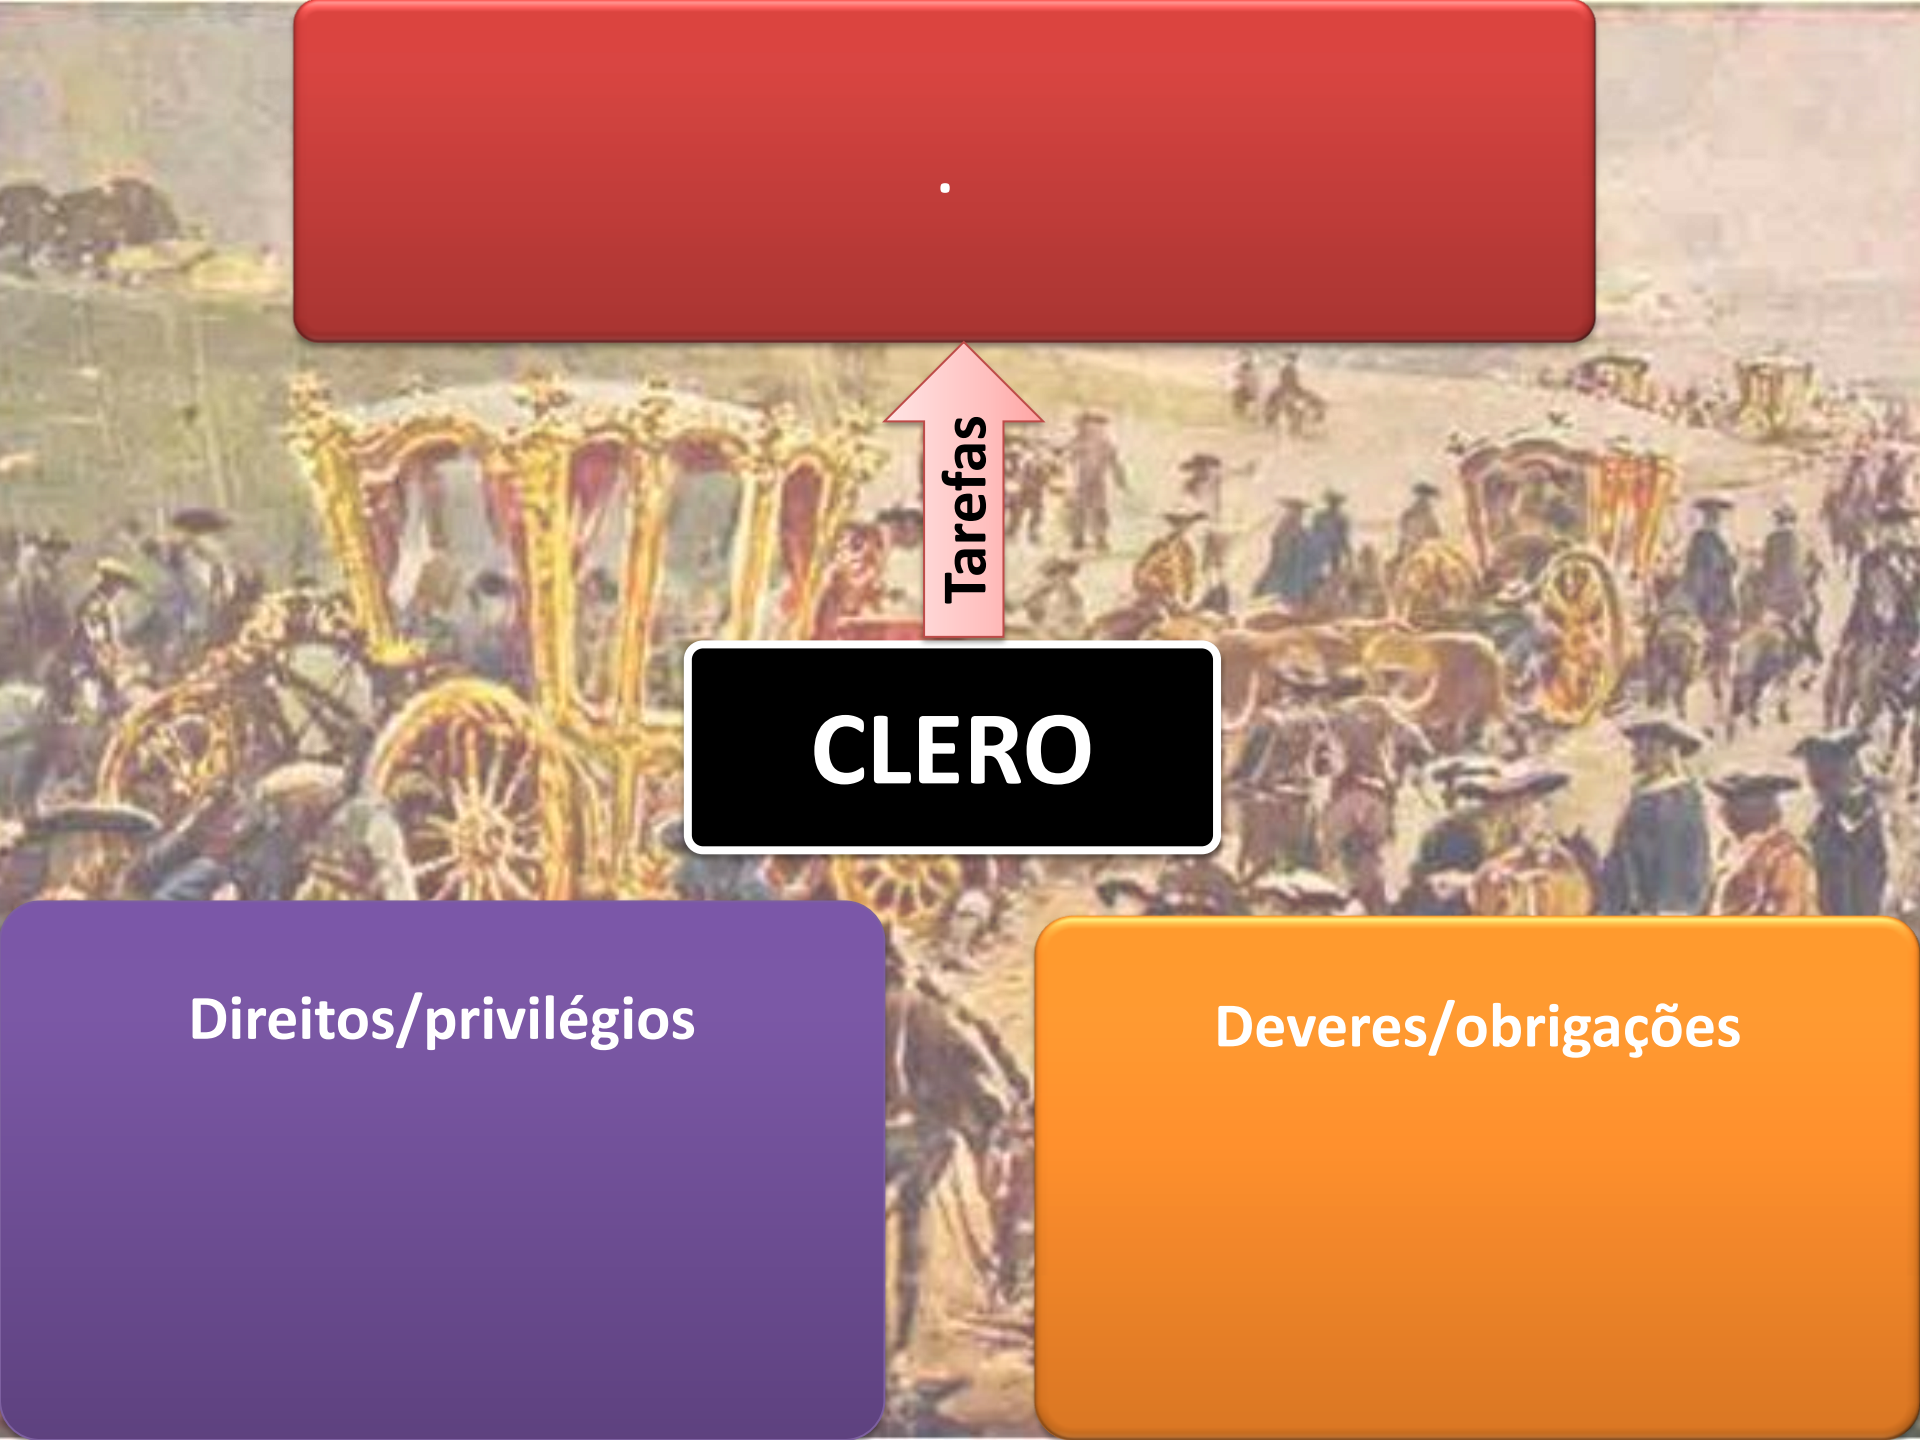 .
Tarefas
CLERO
Direitos/privilégios
Deveres/obrigações